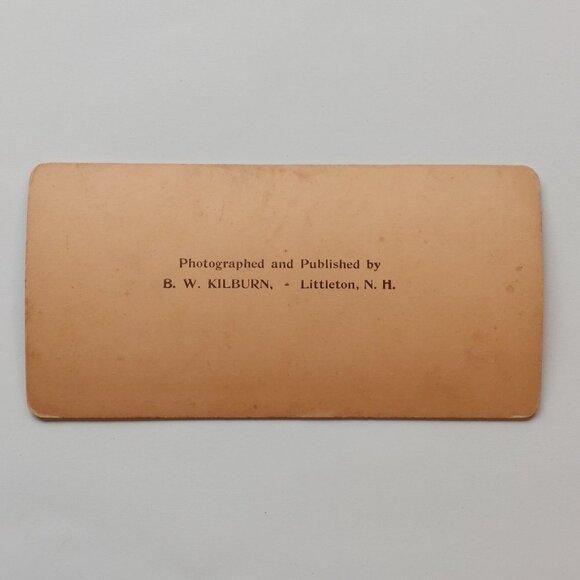 Photographed and Published by
B. W. KILBURN, - Littleton, N. H.